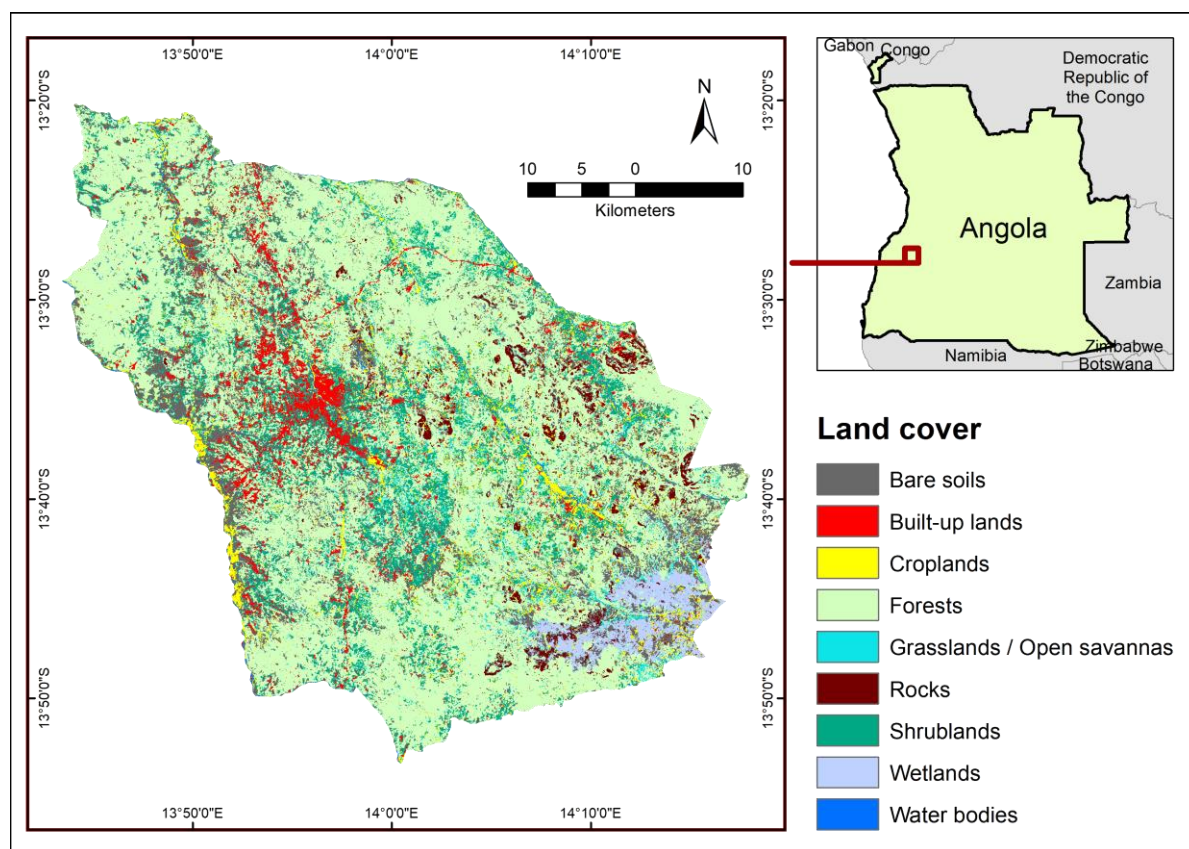 13°50'0"E
14°0'0"E
14°10'0"E
13°20'0"S
13°20'0"S
N
10
5
0
10
Kilometers
13°30'0"S
13°30'0"S
13°40'0"S
13°40'0"S
13°50'0"S
13°50'0"S
13°50'0"E
14°0'0"E
14°10'0"E
Gabon
Congo
Democratic
Republic of
the Congo
Angola
Zambia
Zimbabwe
Namibia
Botswana
Land cover
Bare soils
Built-up lands
Croplands
Forests
Grasslands / Open savannas
Rocks
Shrublands
Wetlands
Water bodies